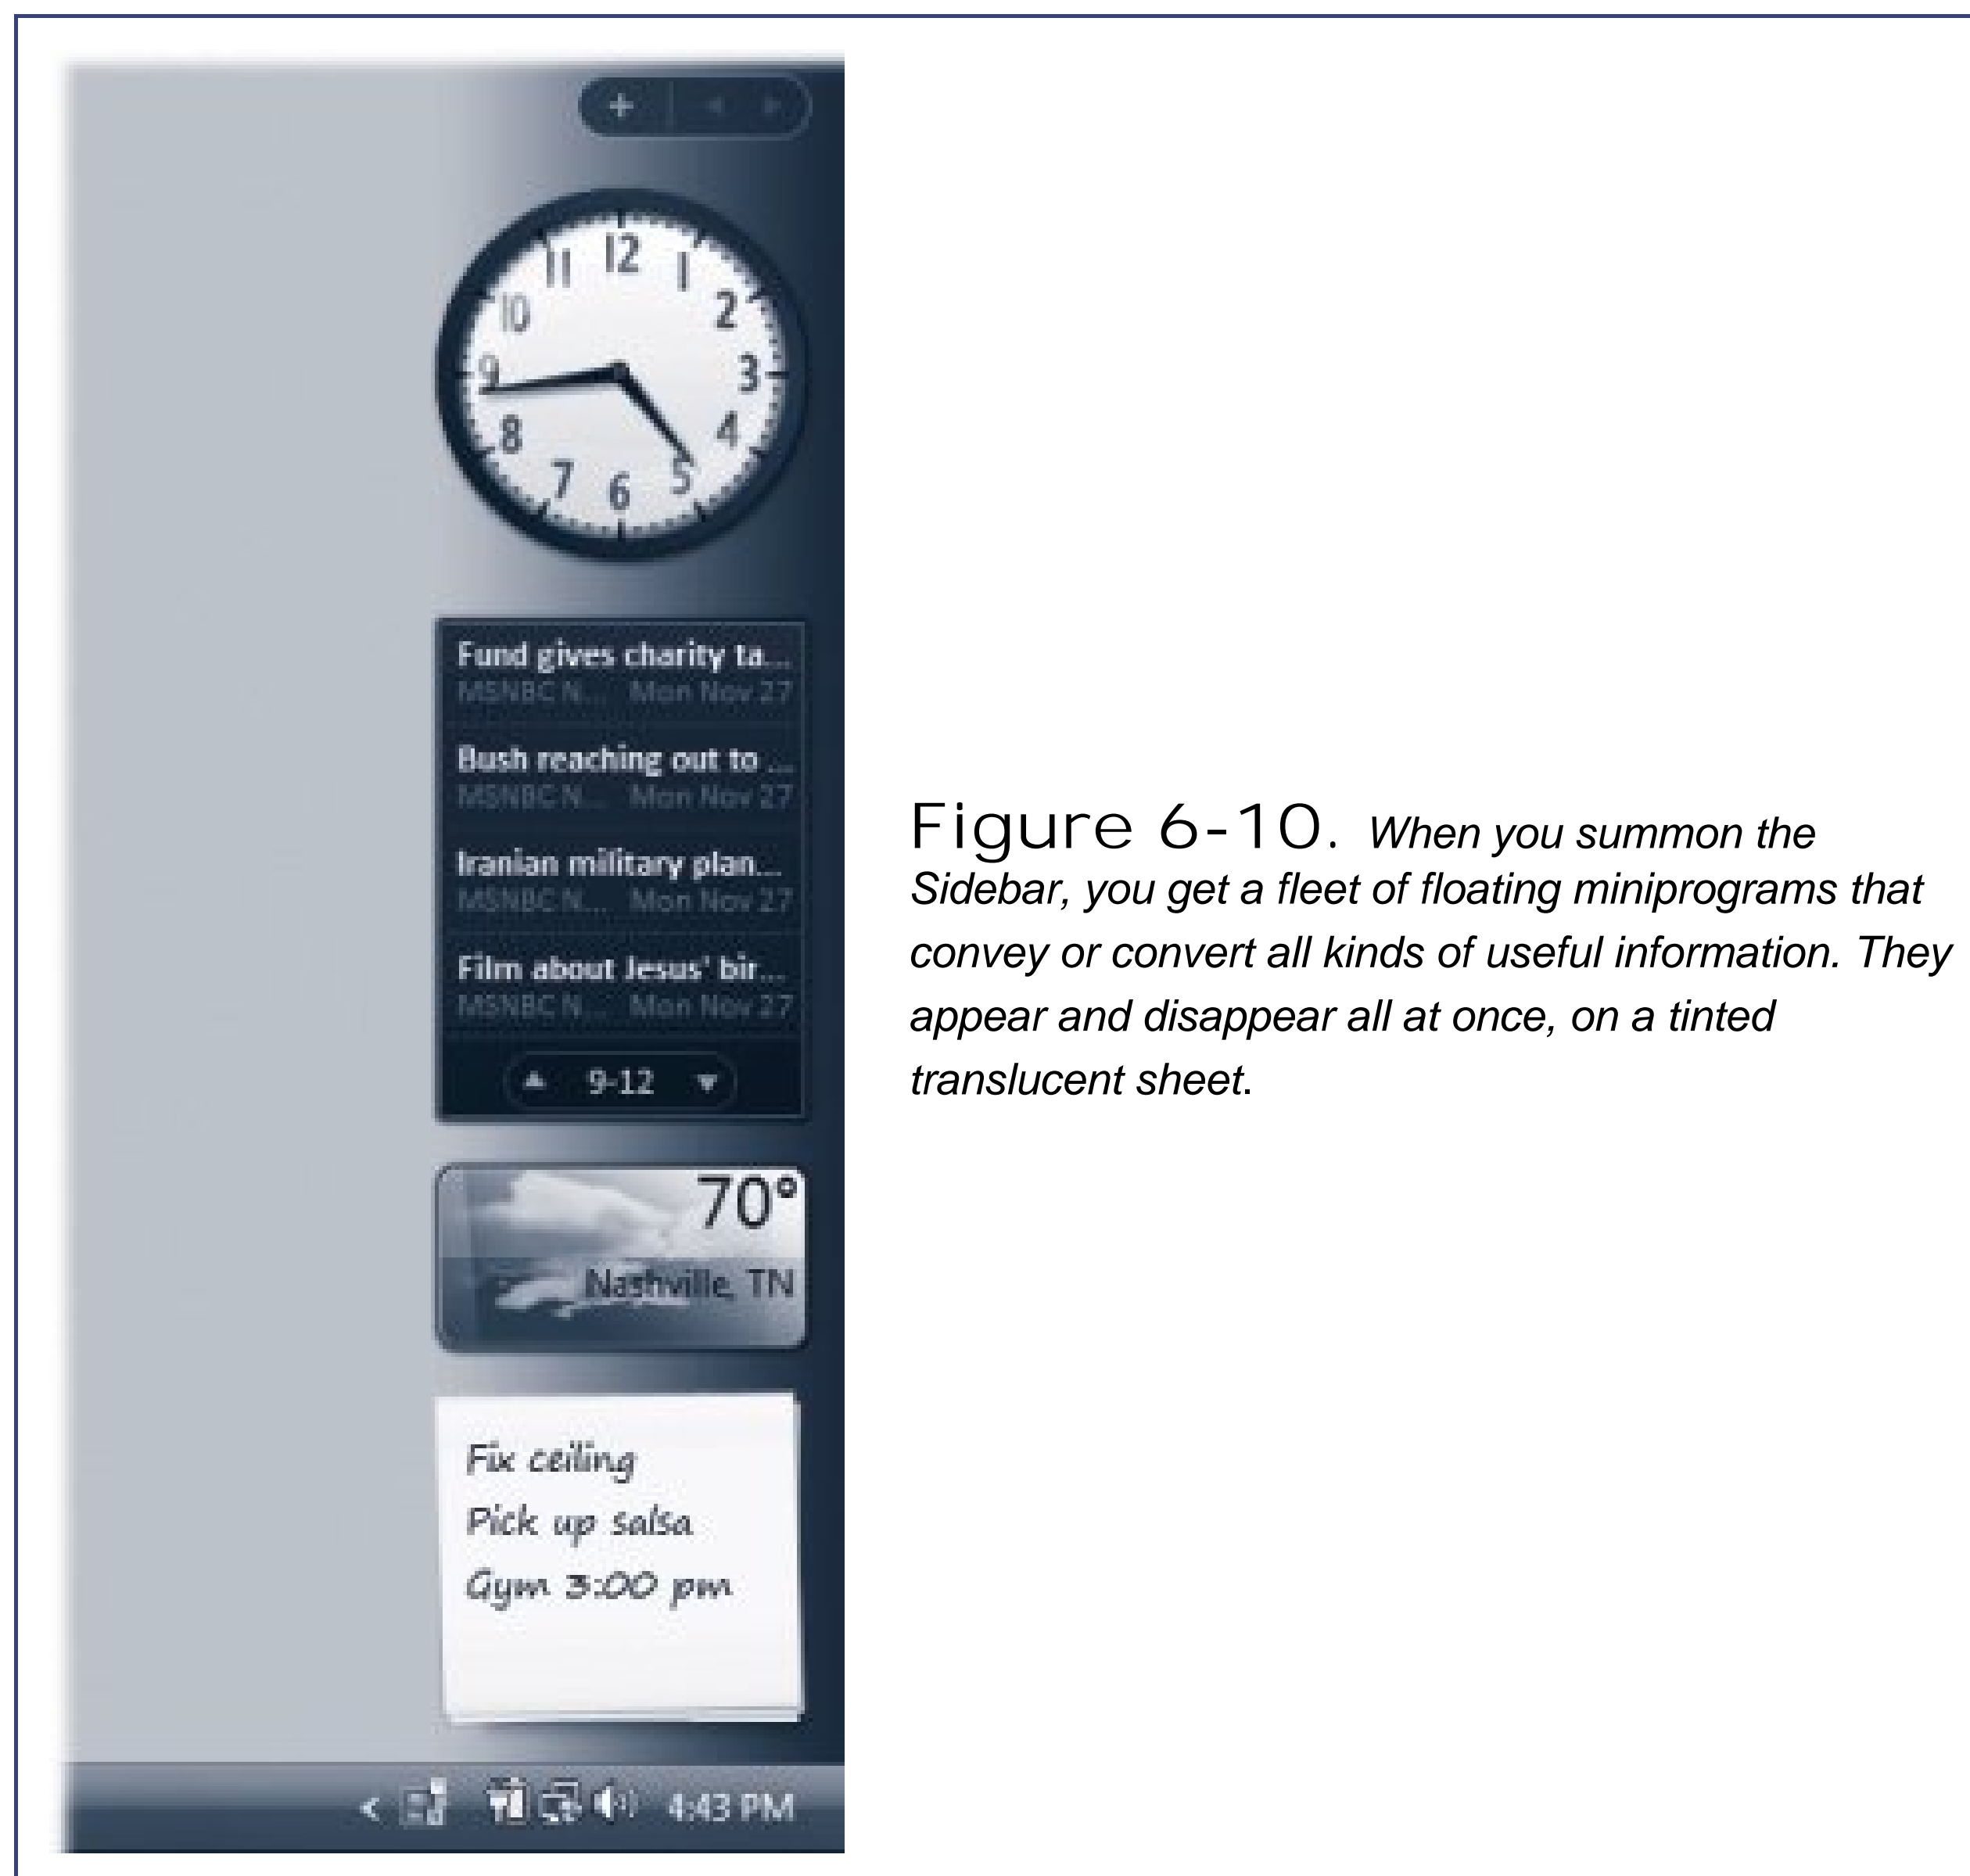 12
11
1
10
2
9
3
8
4
7
5
6
Fund gives charity ta...
MSNBC N... Mon Nov 27
Bush reaching out to ...
MSNBC N... Mon Nov 27
Iranian military plan...
MSNBC N... Mon Nov 27
Film about Jesus' bir...
MSNBC N... Mon Nov 27
9-12
70°
Nashville, TN
Fix ceiling
Pick up salsa
Gym 3:00 pm
< 4:43 PM
Figure 6-10. When you summon the
Sidebar, you get a fleet of floating miniprograms that
convey or convert all kinds of useful information. They
appear and disappear all at once, on a tinted
translucent sheet.